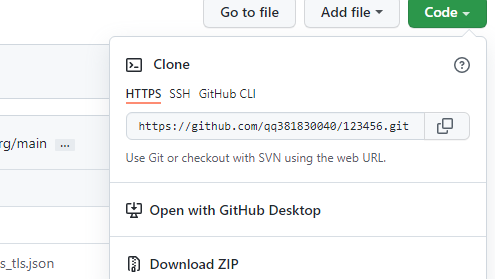 Go to file Add file Code
Clone
HTTPS SSH GitHub CLI
https://github.com/qq381830040/123456.git
rg/main ...
Use Git or checkout with SVN using the web URL.
Open with GitHub Desktop
Download ZIP
s_tls.json